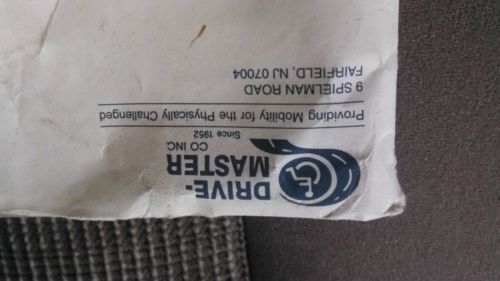 DRIVE-
MASTER
CO INC.
Since 1952
Providing Mobility for the Physically Challenged
9 SPIELMAN ROAD
FAIRFIELD, NJ 07004